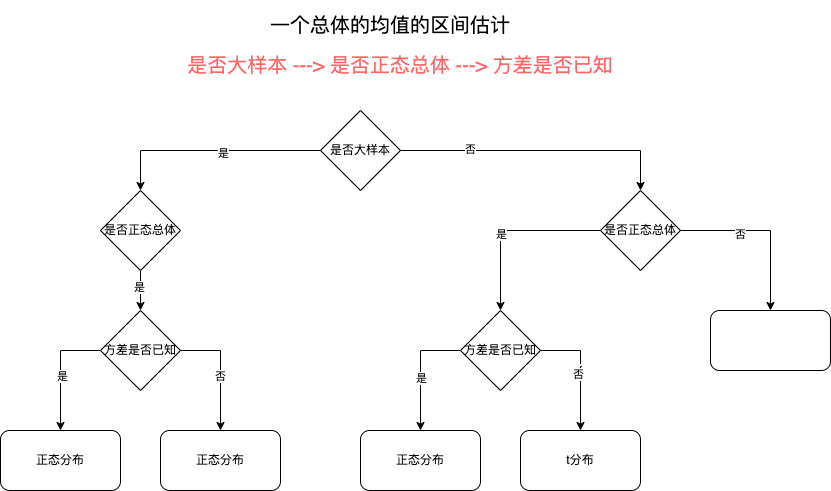 一个总体的均值的区间估计
是否大样本 ---> 是否正态总体 ---> 方差是否已知
是否大样本
是
否
是否正态总体
是否正态总体
是
否
是
方差是否已知
方差是否已知
是
否
是
否
正态分布
正态分布
正态分布
t分布